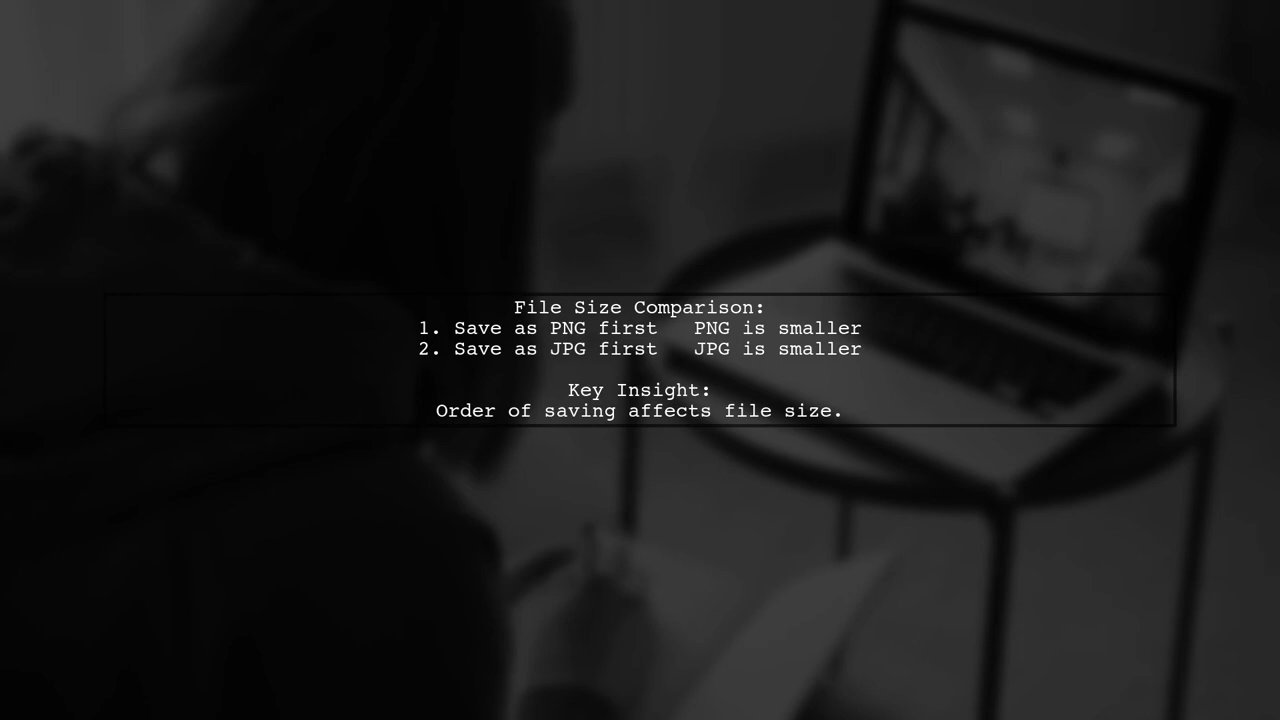 File Size Comparison:
1. Save as PNG first   PNG is smaller
2. Save as JPG first   JPG is smaller
Key Insight:
Order of saving affects file size.